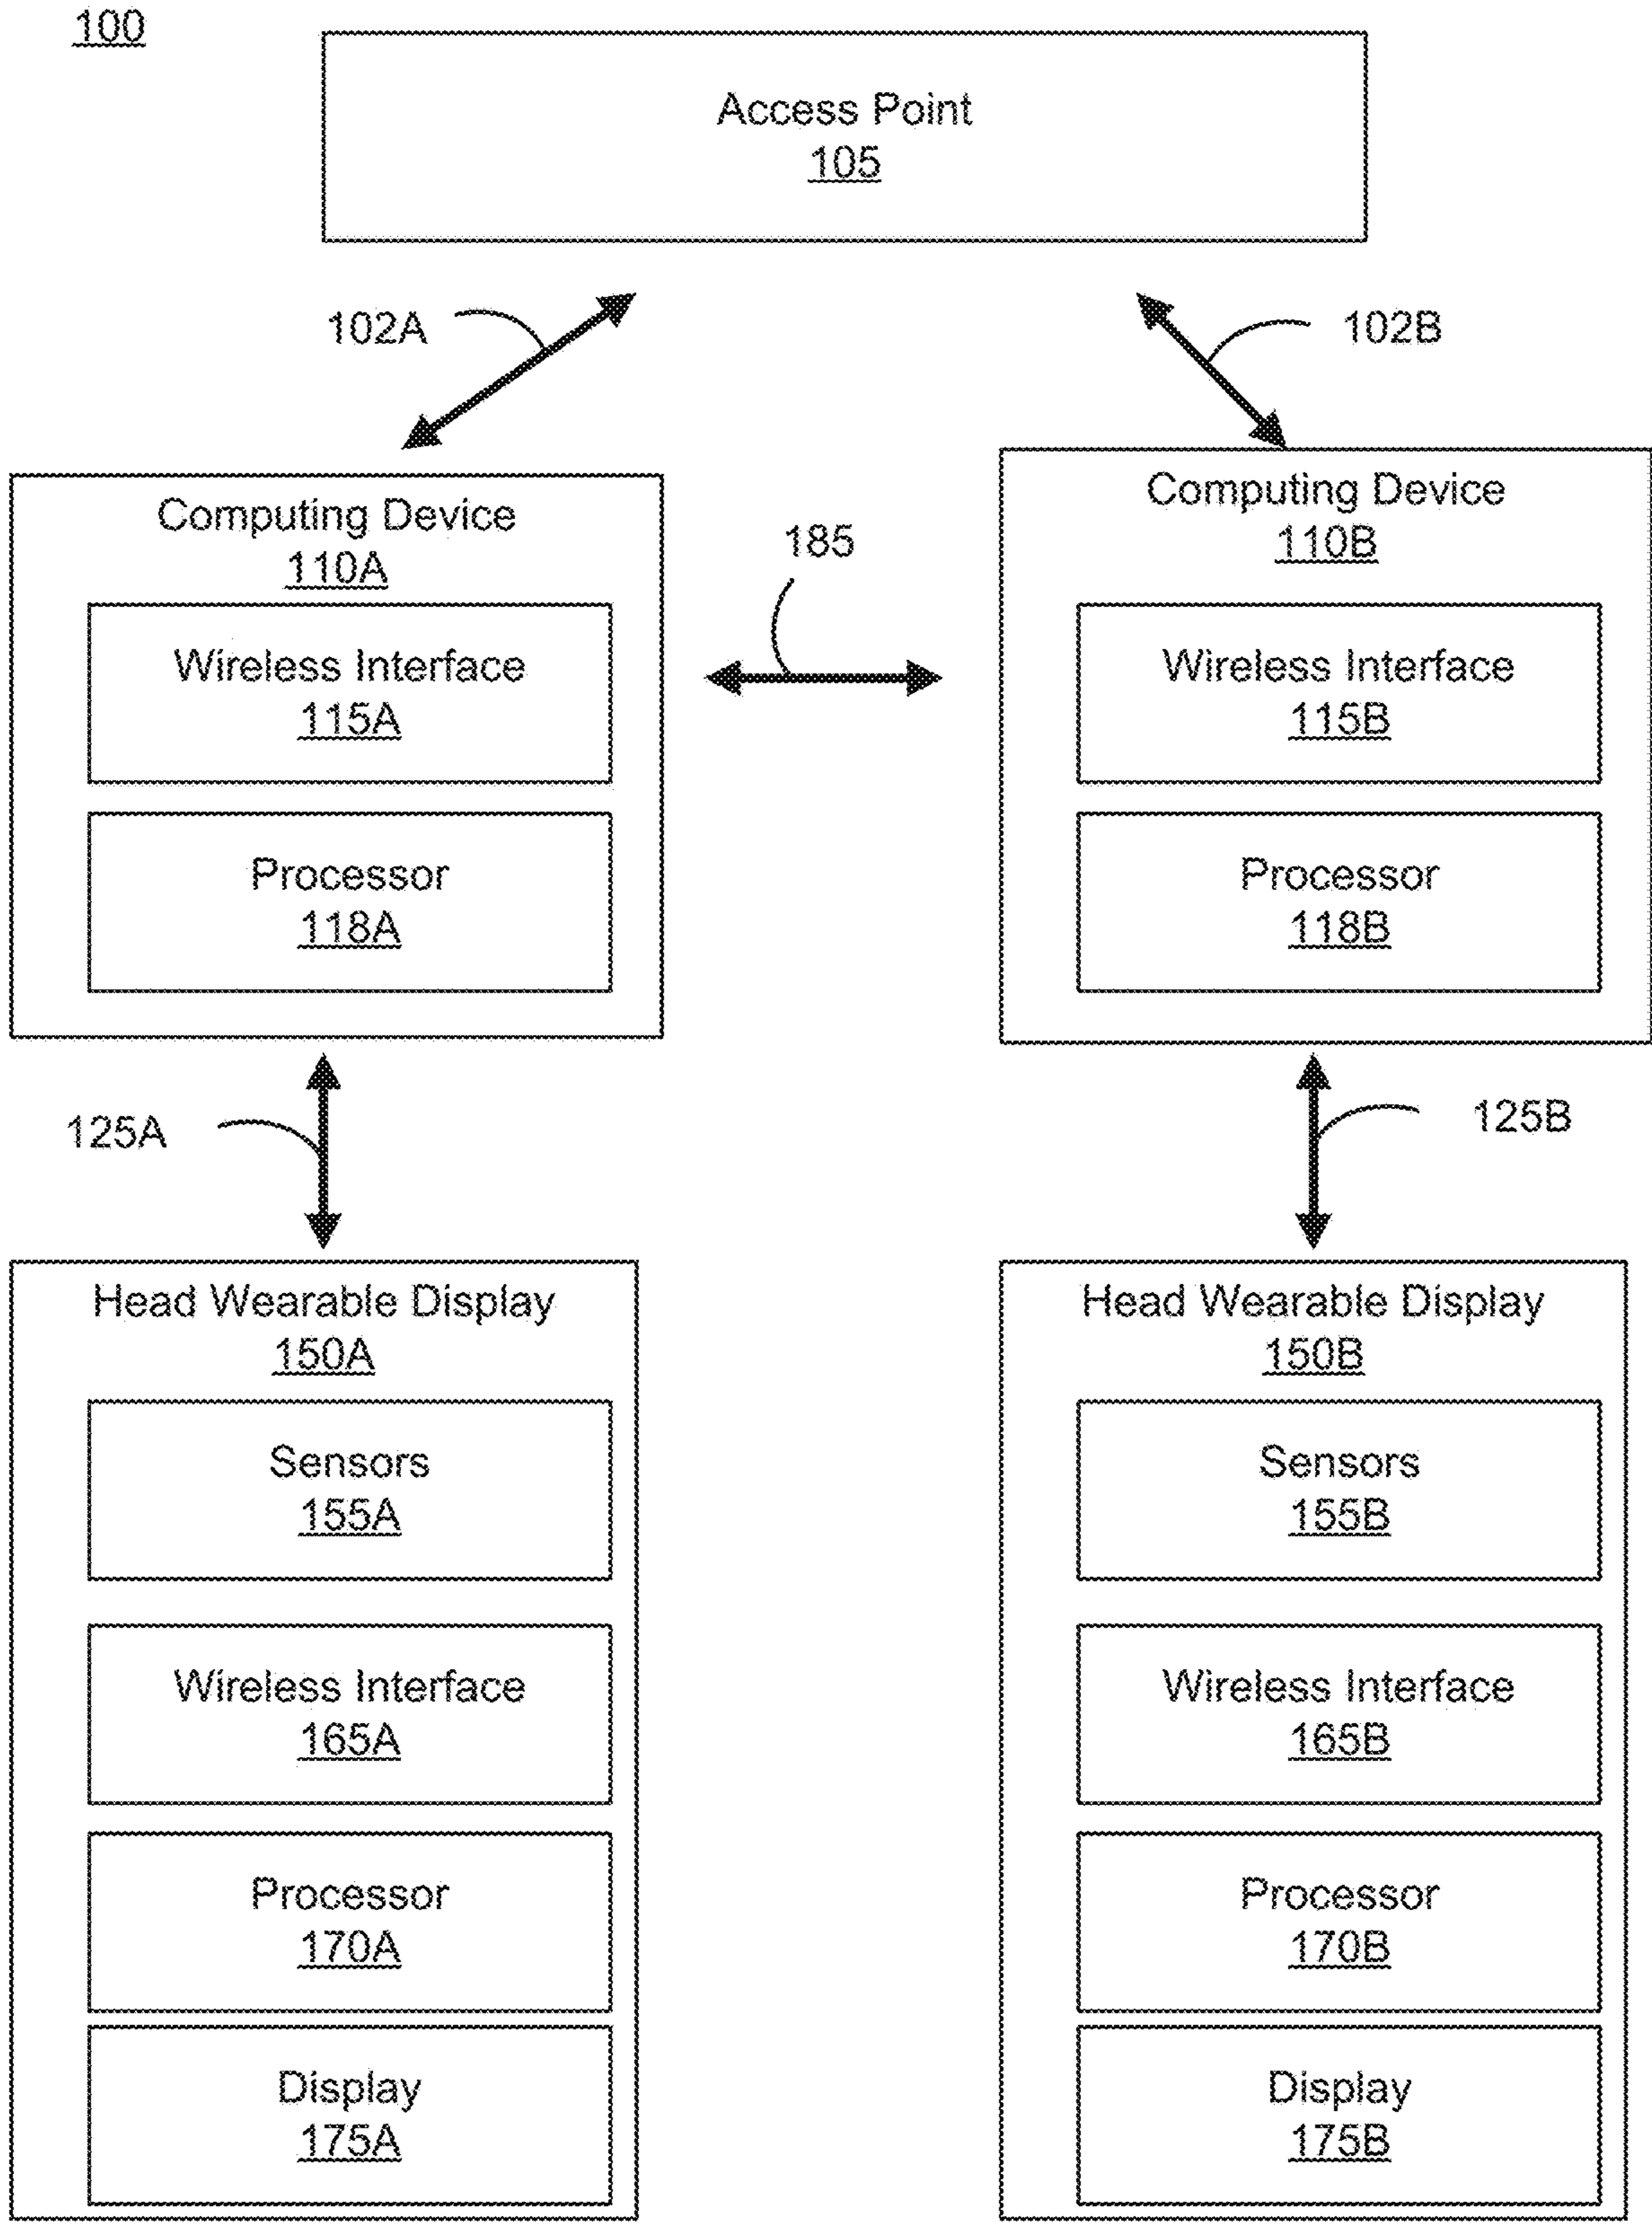 100
Access Point
105
102A
102B
Computing Device
110A
Wireless Interface
115A
Processor
118A
185
Computing Device
110B
Wireless Interface
115B
Processor
118B
125A
125B
Head Wearable Display
150A
Sensors
155A
Wireless Interface
165A
Processor
170A
Display
175A
Head Wearable Display
150B
Sensors
155B
Wireless Interface
165B
Processor
170B
Display
175B